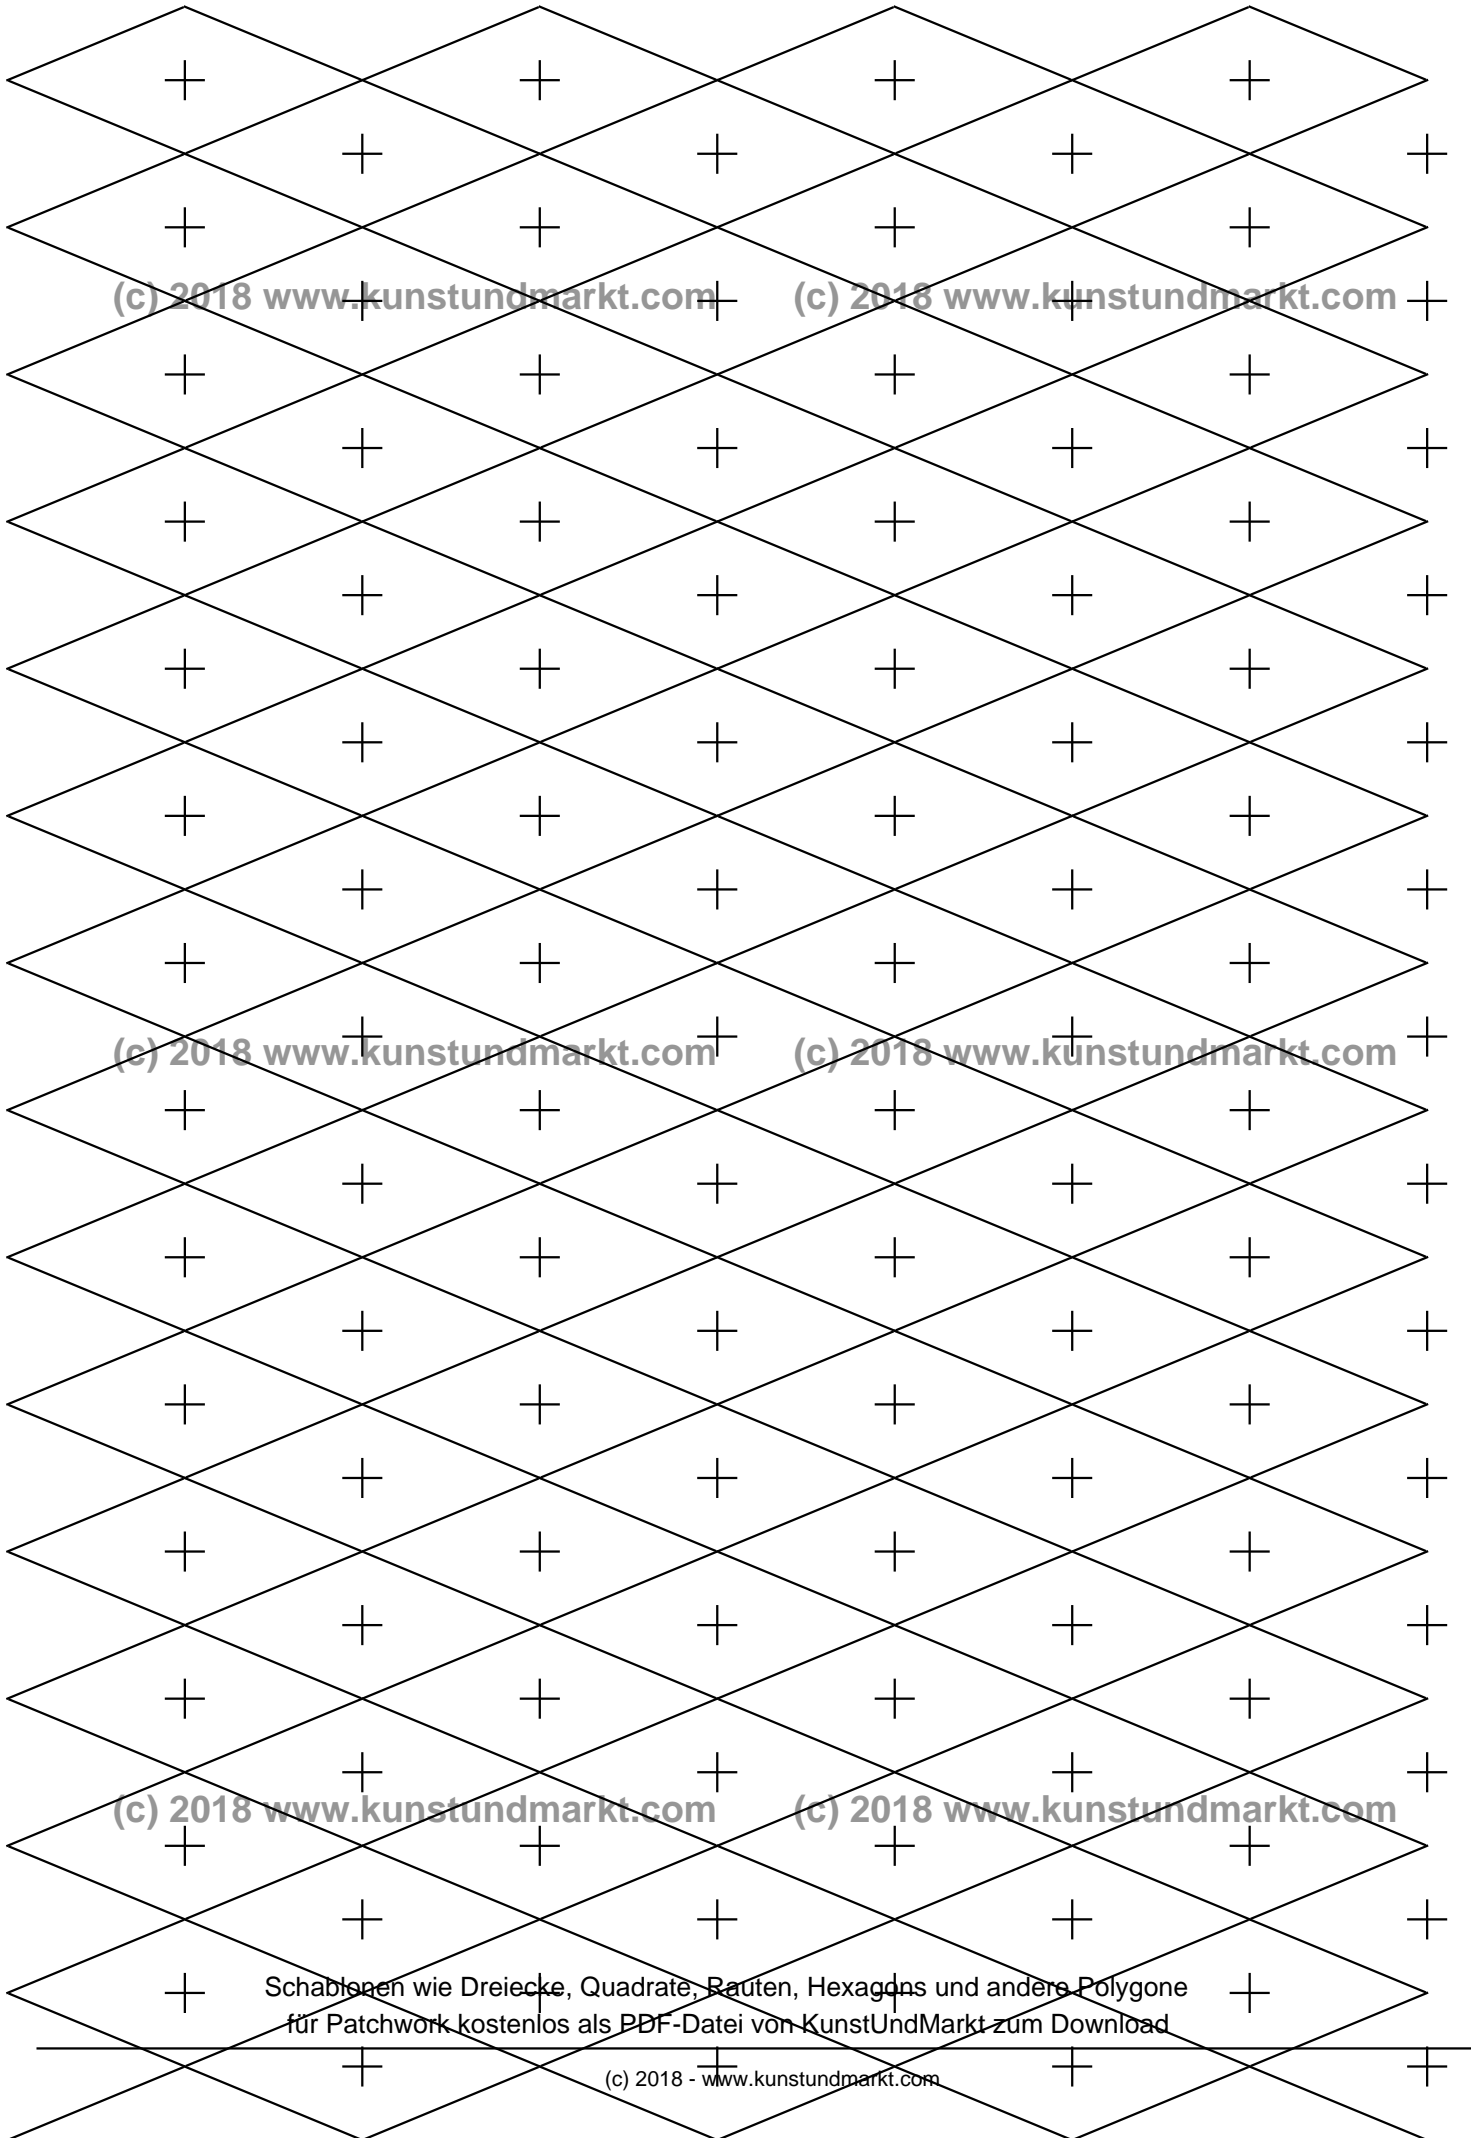 (c) 2018 www.kunstundmarkt.com (c) 2018 www.kunstundmarkt.com
(c) 2018 www.kunstundmarkt.com (c) 2018 www.kunstundmarkt.com
(c) 2018 www.kunstundmarkt.com (c) 2018 www.kunstundmarkt.com
Schablonen wie Dreiecke, Quadrate, Rauten, Hexagons und andere Polygone
für Patchwork kostenlos als PDF-Datei von KunstUndMarkt zum Download
(c) 2018 - www.kunstundmarkt.com